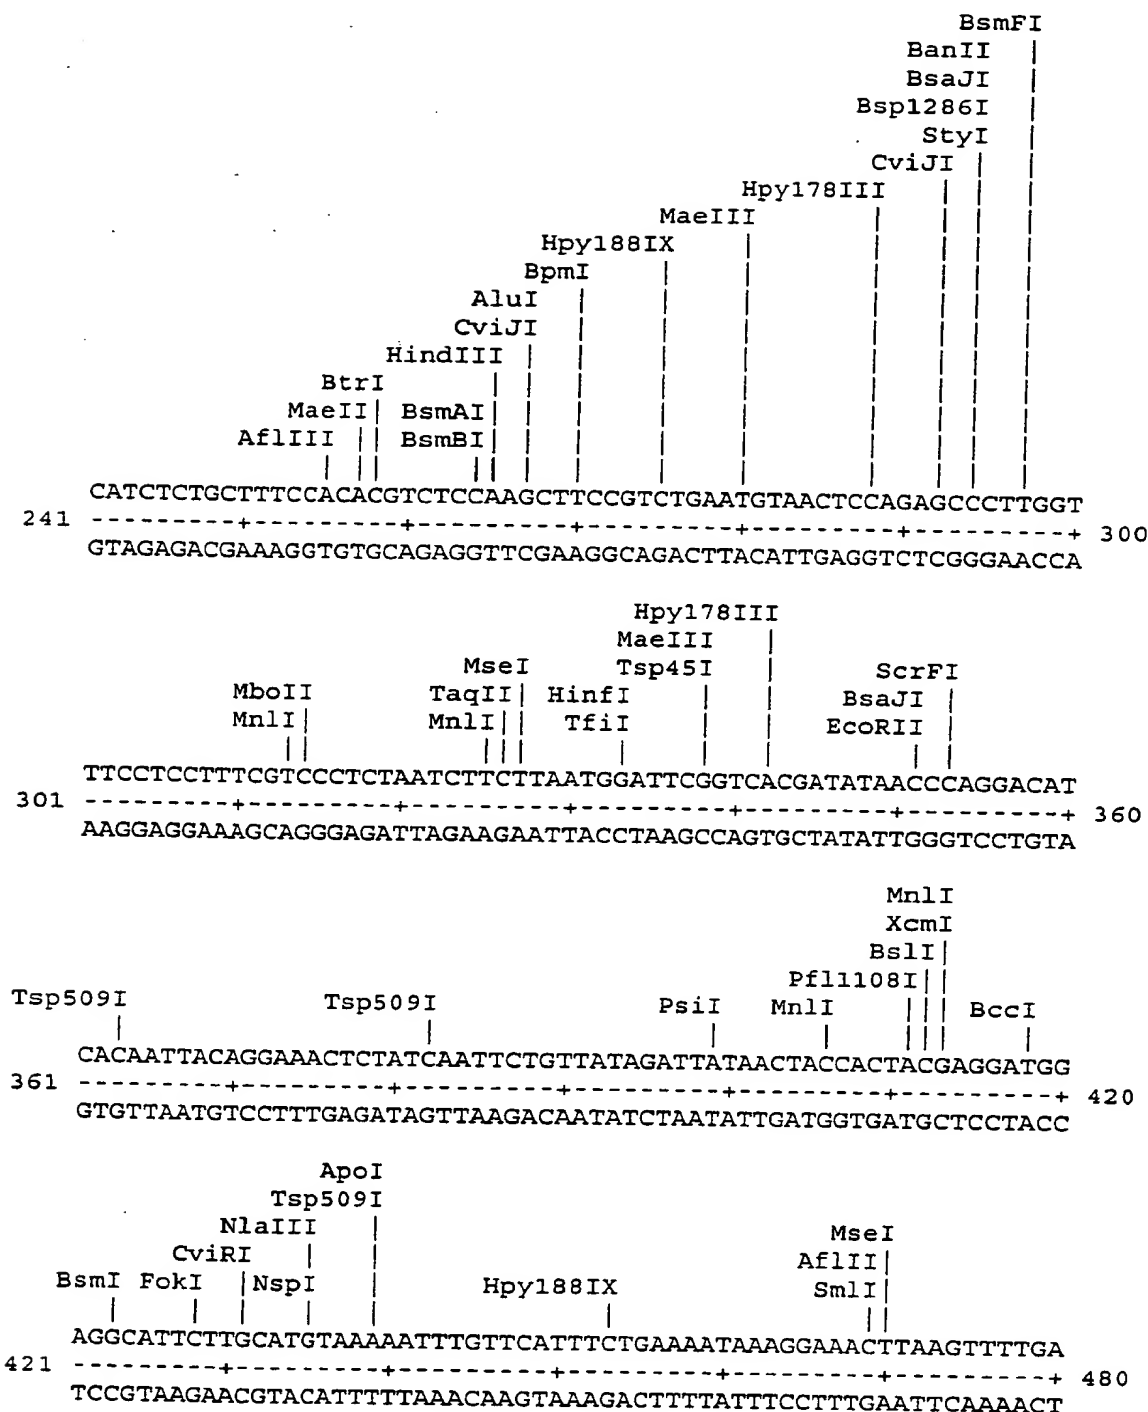 BsmFI
BanII
BsaJI
Bsp1286I
StyI
CviJI
Hpy178III
MaeIII
Hpy188IX
BpmI
AluI
CviJI
HindIII
BtrI
MaeII BsmAI
AflIII BsmBI
CATCTCTGCTTTCCACACGTCTCCAAGCTTCCGTCTGAATGTAACTCCAGAGCCCTTGGT
241 ---------+---------+---------+---------+---------+---------+ 300
GTAGAGACGAAAGGTGTGCAGAGGTTCGAAGGCAGACTTACATTGAGGTCTCGGGAACCA
Hpy178III
MaeIII
MseI Tsp45I ScrFI
MboII TaqII HinfI BsaJI
MnlI MnlI TfiI EcoRII
TTCCTCCTTTCGTCCCTCTAATCTTCTTAATGGATTCGGTCACGATATAACCCAGGACAT
301 ---------+---------+---------+---------+---------+---------+ 360
AAGGAGGAAAGCAGGGAGATTAGAAGAATTACCTAAGCCAGTGCTATATTGGGTCCTGTA
MnlI
XcmI
BslI
Pfl1108I
Tsp509I Tsp509I PsiI MnlI BccI
CACAATTACAGGAAACTCTATCAATTCTGTTATAGATTATAACTACCACTACGAGGATGG
361 ---------+---------+---------+---------+---------+---------+ 420
GTGTTAATGTCCTTTGAGATAGTTAAGACAATATCTAATATTGATGGTGATGCTCCTACC
ApoI
Tsp509I
NlaIII MseI
CviRI AflII
BsmI FokI NspI Hpy188IX SmlI
AGGCATTCTTGCATGTAAAAATTTGTTCATTTCTGAAAATAAAGGAAACTTAAGTTTTGA
421 ---------+---------+---------+---------+---------+---------+ 480
TCCGTAAGAACGTACATTTTTAAACAAGTAAAGACTTTTATTTCCTTTGAATTCAAAACT